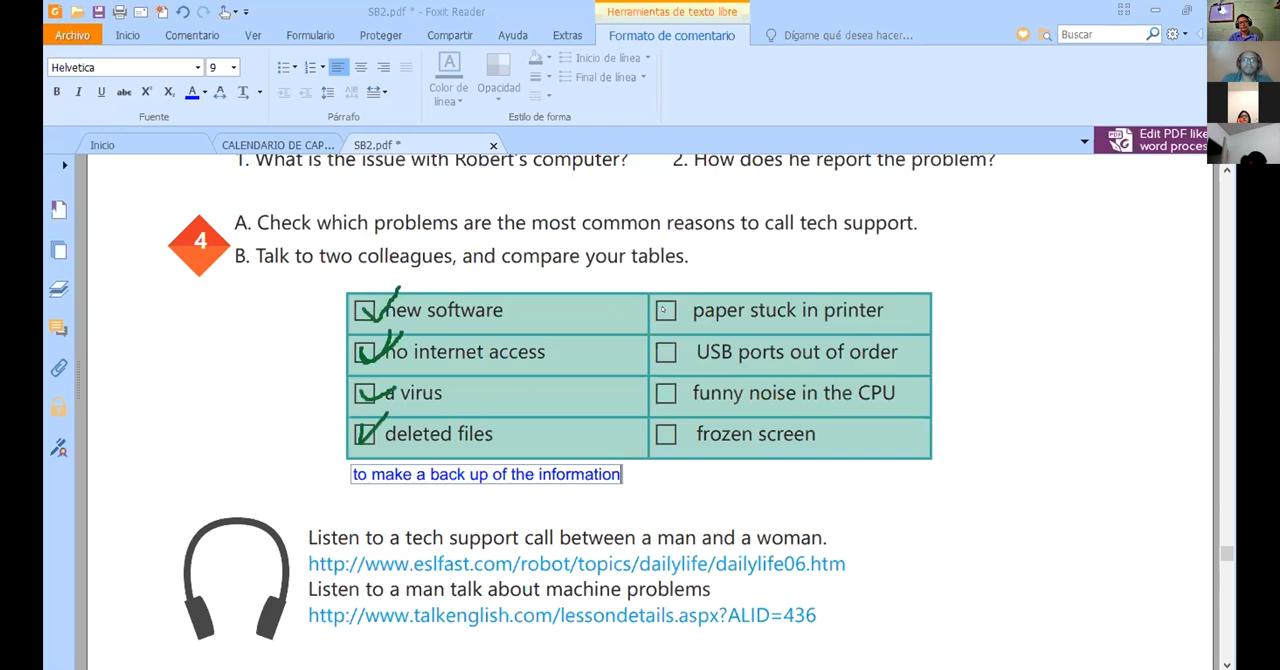 SB2.pdf * - Foxit Reader
Herramientas de texto libre
Archivo Inicio Comentario Ver Formulario Proteger Compartir Ayuda Extras Formato de comentario Dígame qué desea hacer... Buscar
Helvetica 9
Color de línea
Opacidad
Inicio de línea
Final de línea
Fuente Párrafo Estilo de forma
Inicio CALENDARIO DE CAP... SB2.pdf *
Edit PDF like
word proces
1. What is the issue with Robert's computer? 2. How does he report the problem?
4
A. Check which problems are the most common reasons to call tech support.
B. Talk to two colleagues, and compare your tables.
new software paper stuck in printer
no internet access USB ports out of order
a virus funny noise in the CPU
deleted files frozen screen
to make a back up of the information
Listen to a tech support call between a man and a woman.
http://www.eslfast.com/robot/topics/dailylife/dailylife06.htm
Listen to a man talk about machine problems
http://www.talkenglish.com/lessondetails.aspx?ALID=436